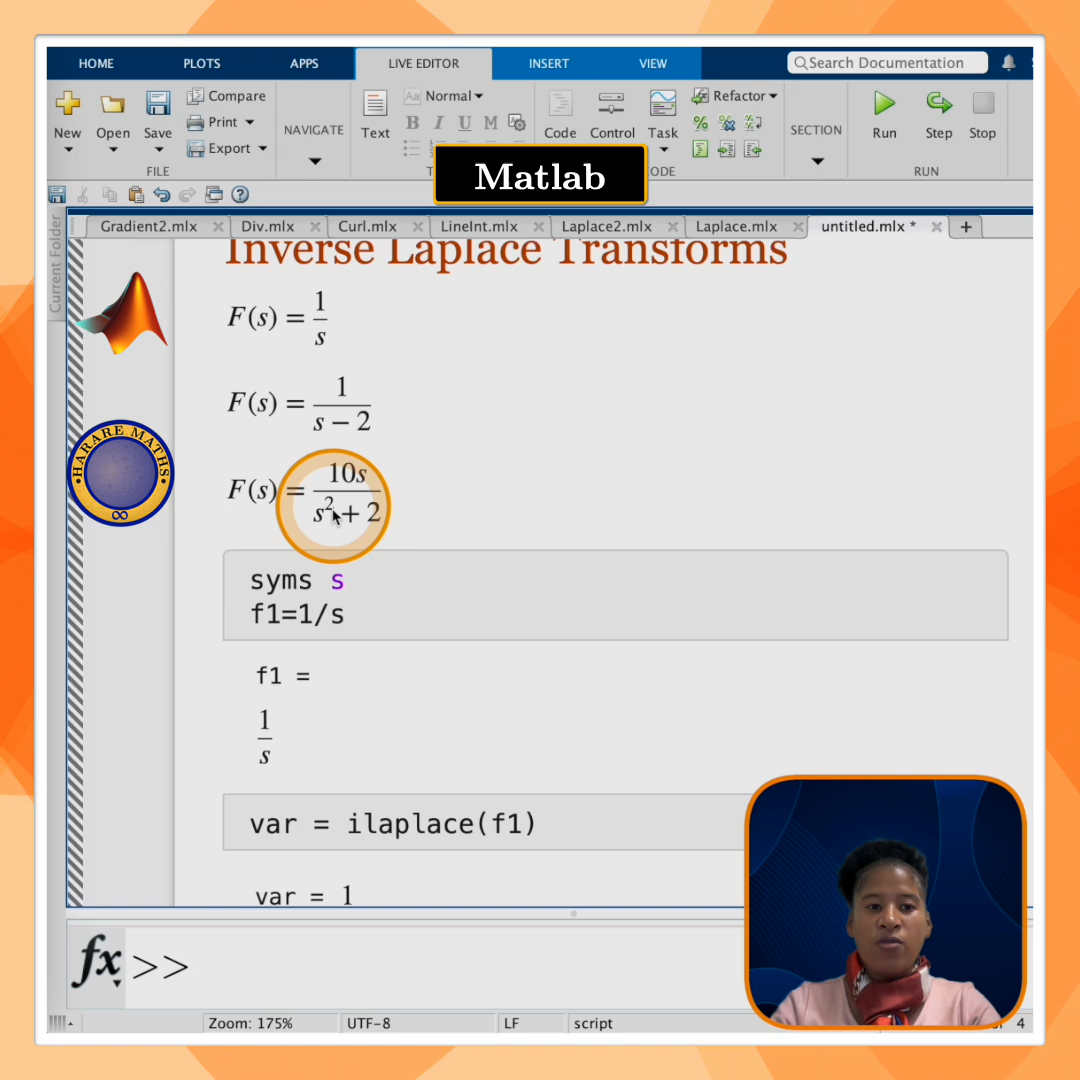 HOME PLOTS APPS LIVE EDITOR INSERT VIEW Search Documentation
New Open Save Compare Print Export FILE
NAVIGATE
Text Aa Normal B I U M
Code Control Task Refactor
SECTION
Run Step Stop RUN
ODE
Matlab
Current Folder
Gradient2.mlx Div.mlx Curl.mlx LineInt.mlx Laplace2.mlx Laplace.mlx untitled.mlx * +
Inverse Laplace Transforms
F(s) = 1/s
F(s) = 1/(s − 2)
F(s) = 10s/(s² + 2)
HARARE MATHS
∞
syms s
f1=1/s
f1 =
1/s
var = ilaplace(f1)
var = 1
fx >>
Zoom: 175% UTF-8 LF script 4